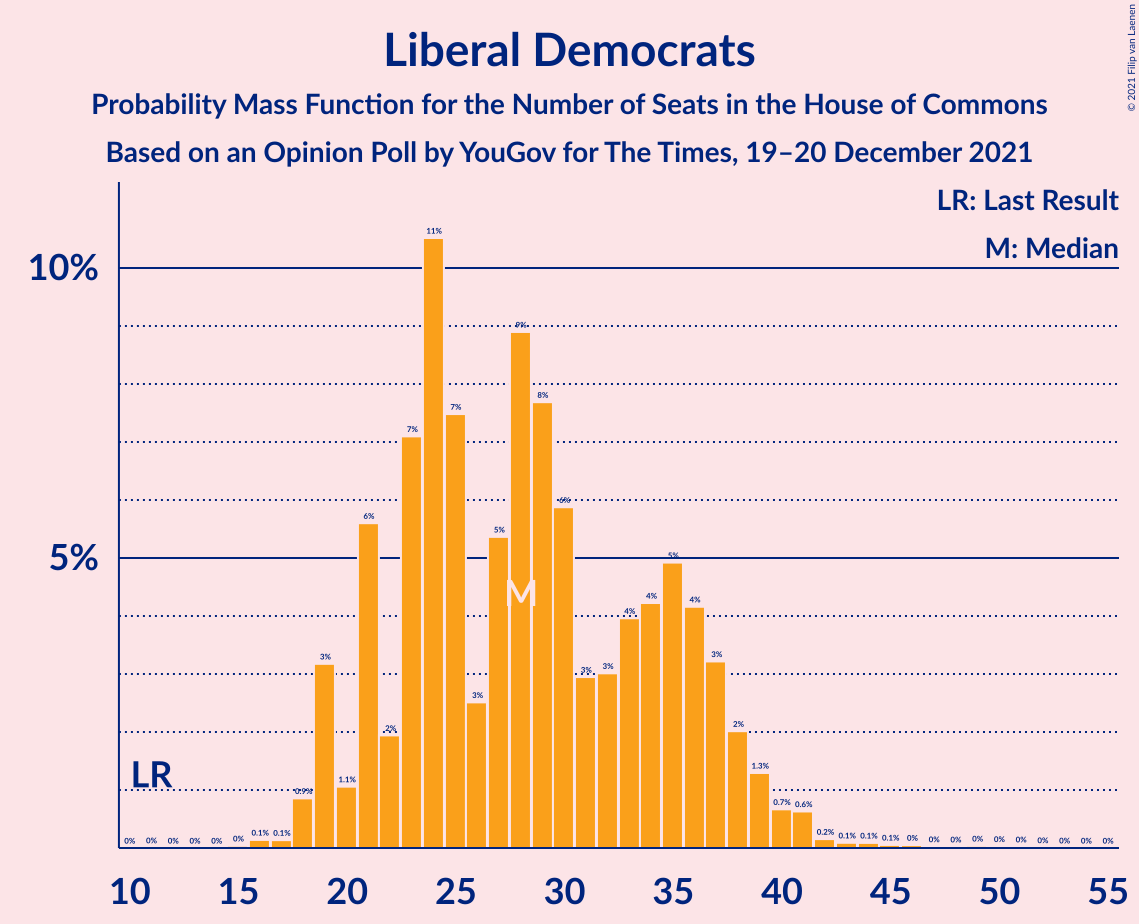 © 2021 Filip van Laenen
Liberal Democrats
Probability Mass Function for the Number of Seats in the House of Commons
Based on an Opinion Poll by YouGov for The Times, 19–20 December 2021
LR: Last Result
M: Median
10%
5%
LR
M
0% 0% 0% 0% 0% 0% 0.1% 0.1% 0.9% 3% 1.1% 6% 2% 7% 11% 7% 3% 5% 9% 8% 6% 3% 3% 4% 4% 5% 4% 3% 2% 1.3% 0.7% 0.6% 0.2% 0.1% 0.1% 0.1% 0% 0% 0% 0% 0% 0% 0% 0% 0% 0%
10 15 20 25 30 35 40 45 50 55